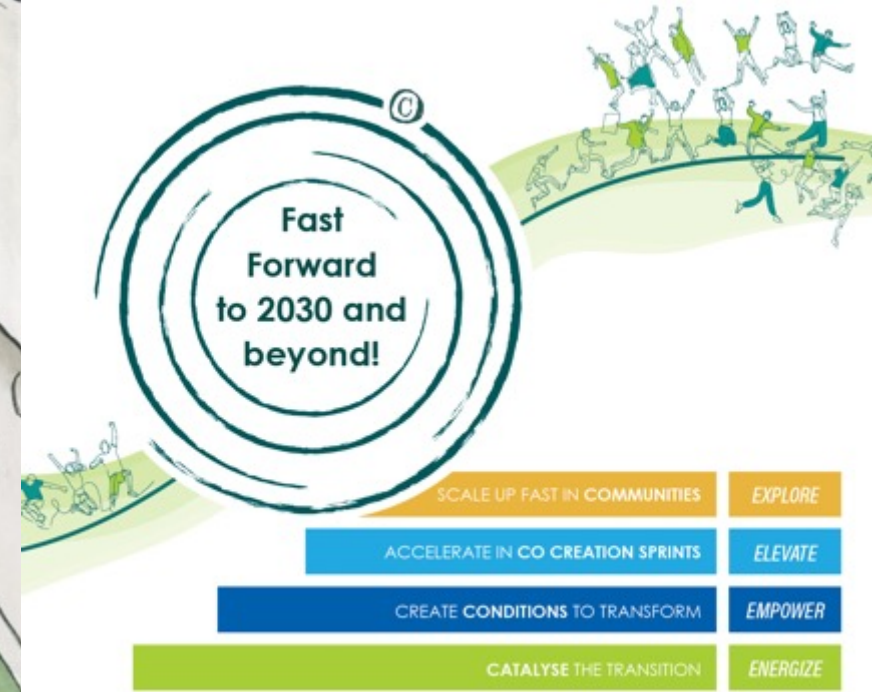 ©
Fast
Forward
to 2030 and
beyond!
SCALE UP FAST IN COMMUNITIES EXPLORE
ACCELERATE IN CO CREATION SPRINTS ELEVATE
CREATE CONDITIONS TO TRANSFORM EMPOWER
CATALYSE THE TRANSITION ENERGIZE